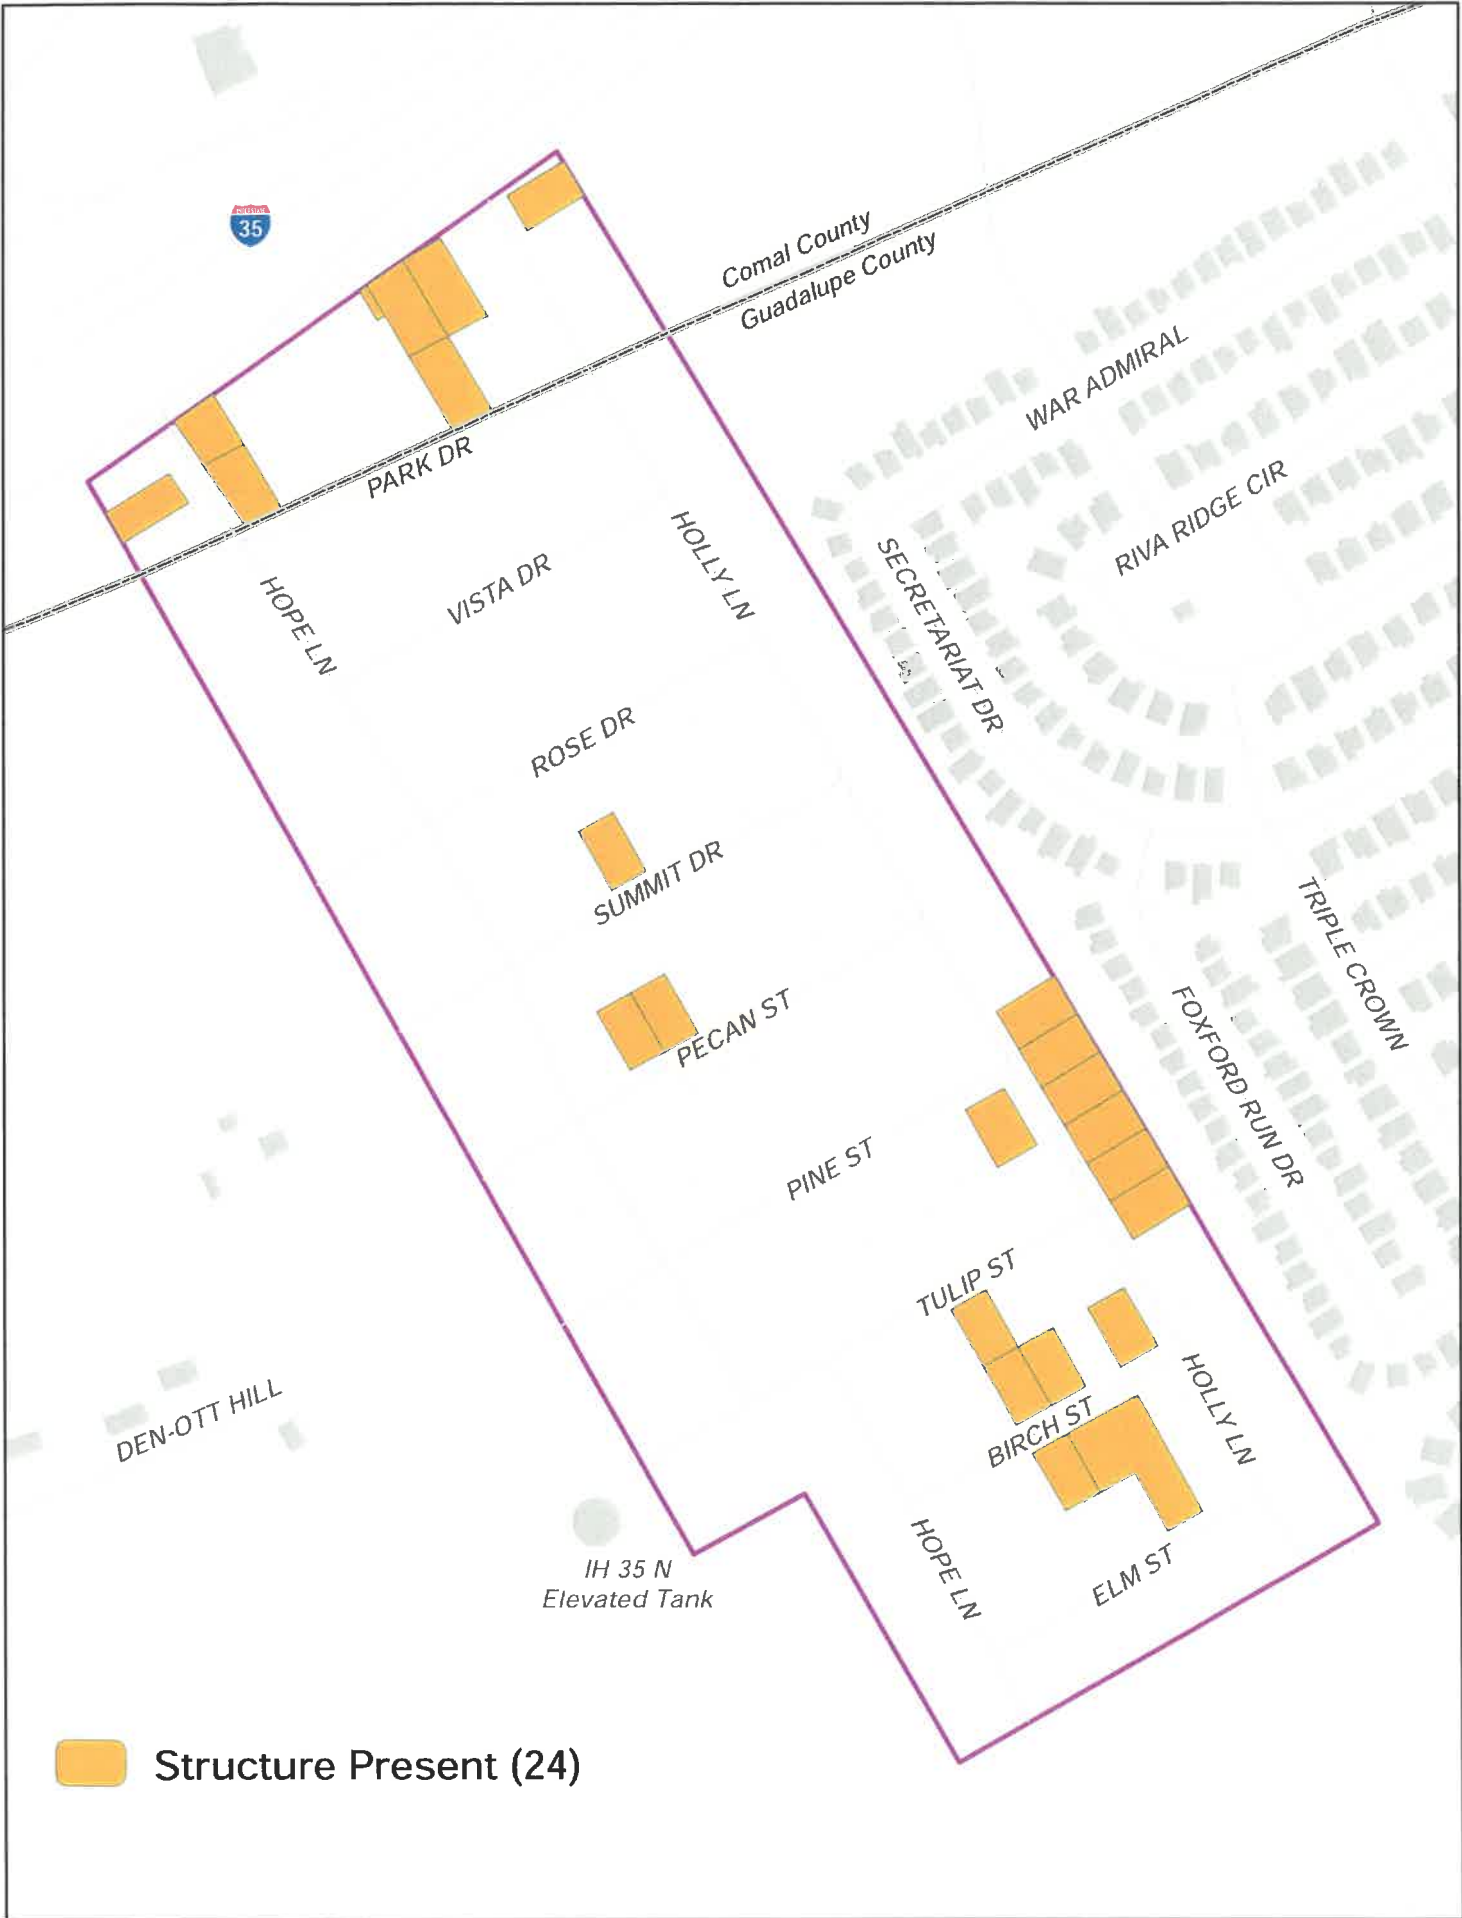 35
Comal County
Guadalupe County
WAR ADMIRAL
PARK DR
RIVA RIDGE CIR
HOLLY LN
SECRETARIAT DR
VISTA DR
HOPE LN
ROSE DR
SUMMIT DR
TRIPLE CROWN
PECAN ST
FOXFORD RUN DR
PINE ST
TULIP ST
HOLLY LN
DEN-OTT HILL
BIRCH ST
HOPE LN
ELM ST
IH 35 N
Elevated Tank
Structure Present (24)